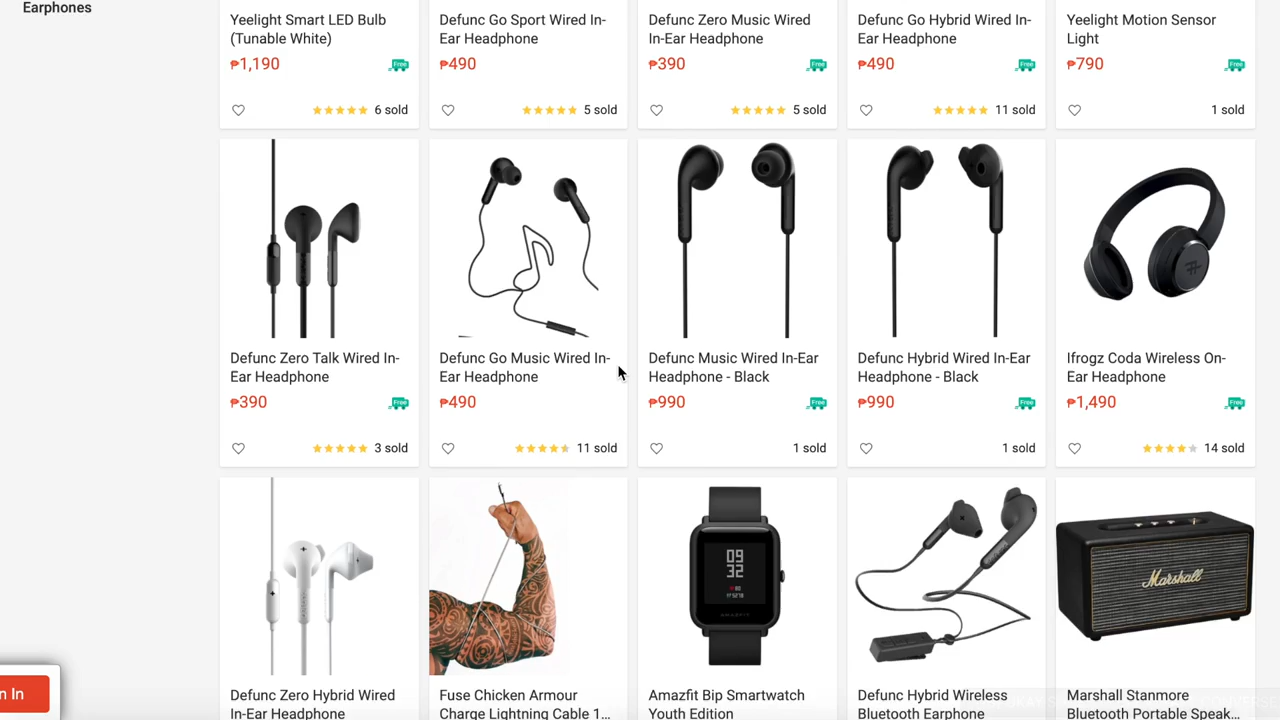 Earphones
Yeelight Smart LED Bulb
(Tunable White)
₱1,190
Free
6 sold
Defunc Go Sport Wired In-
Ear Headphone
₱490
5 sold
Defunc Zero Music Wired
In-Ear Headphone
₱390
Free
5 sold
Defunc Go Hybrid Wired In-
Ear Headphone
₱490
Free
11 sold
Yeelight Motion Sensor
Light
₱790
Free
1 sold
Defunc Zero Talk Wired In-
Ear Headphone
₱390
Free
3 sold
Defunc Go Music Wired In-
Ear Headphone
₱490
11 sold
Defunc Music Wired In-Ear
Headphone - Black
₱990
Free
1 sold
Defunc Hybrid Wired In-Ear
Headphone - Black
₱990
Free
1 sold
Ifrogz Coda Wireless On-
Ear Headphone
₱1,490
Free
14 sold
Defunc Zero Hybrid Wired
In-Ear Headphone
Fuse Chicken Armour
Charge Lightning Cable 1...
09
32
AMAZFIT
Amazfit Bip Smartwatch
Youth Edition
Defunc Hybrid Wireless
Bluetooth Earphone
Marshall
Marshall Stanmore
Bluetooth Portable Speak...
n In